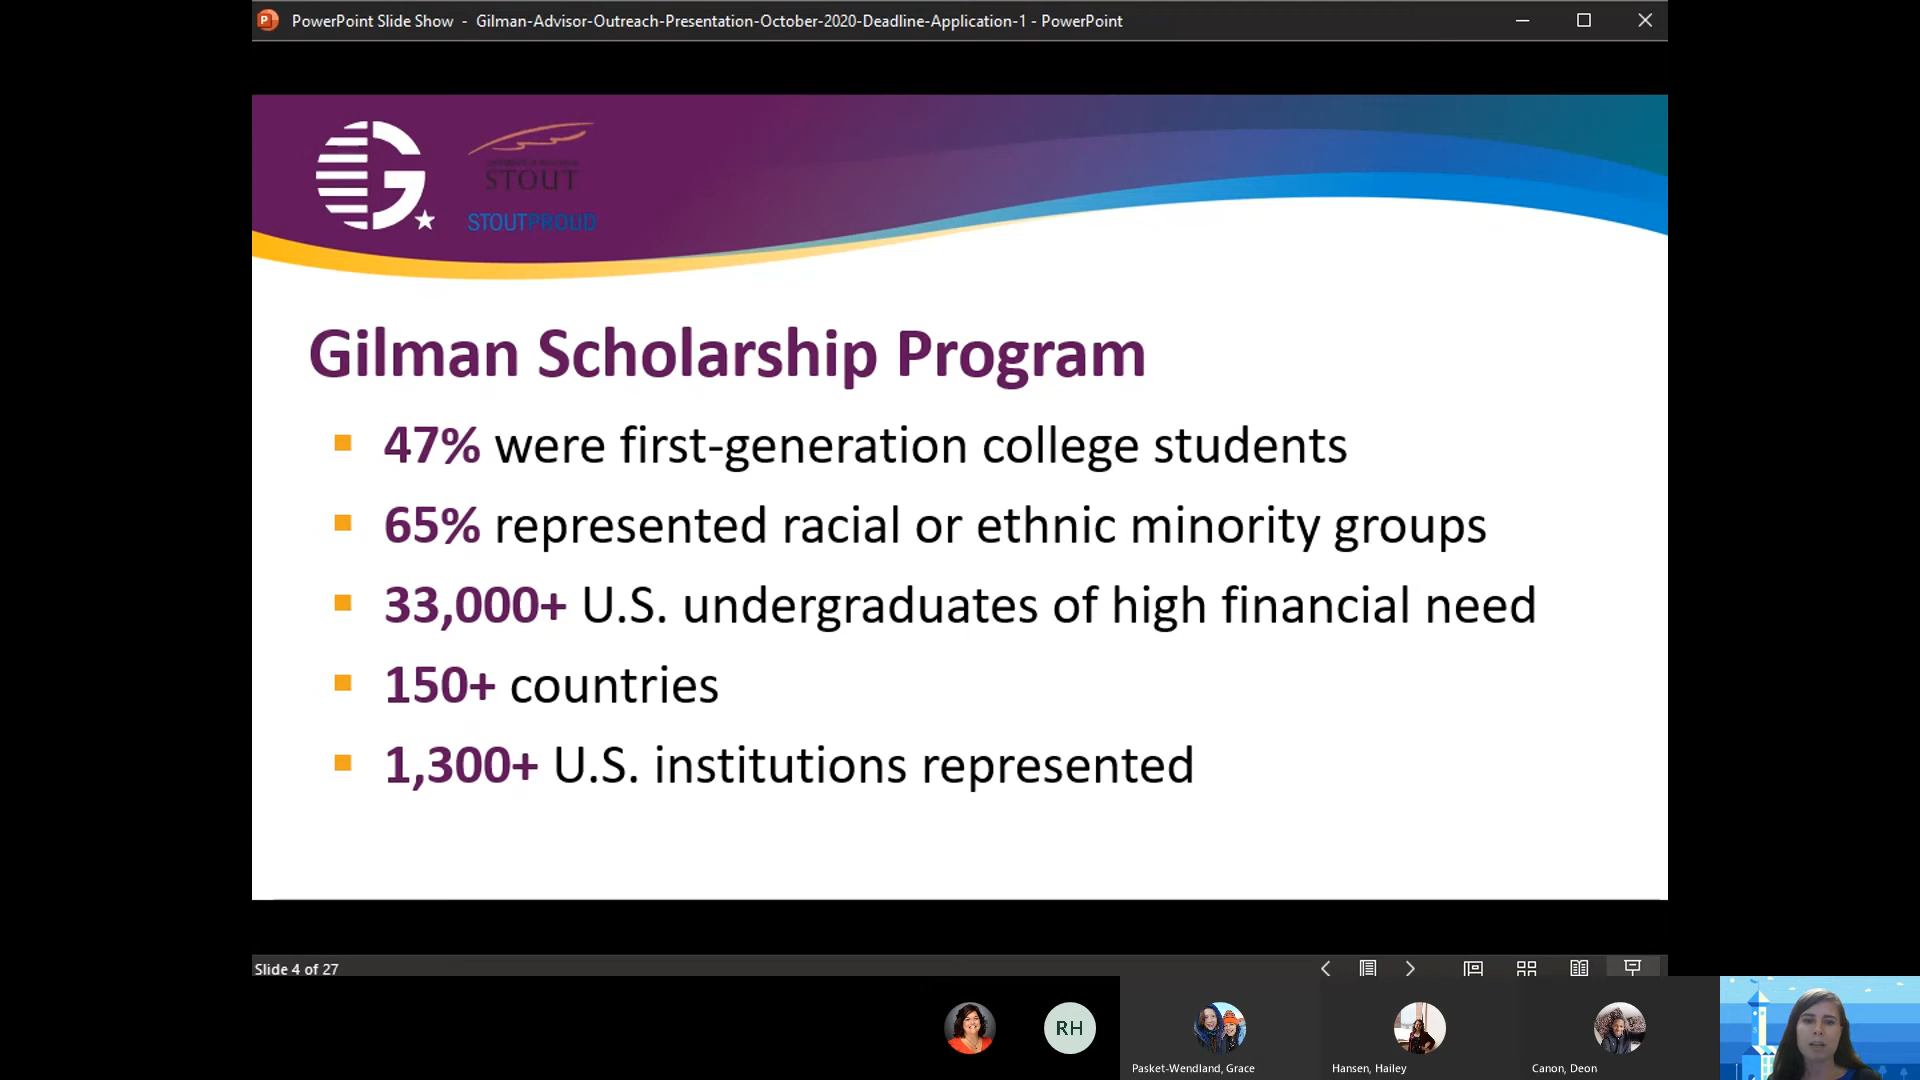 PowerPoint Slide Show - Gilman-Advisor-Outreach-Presentation-October-2020-Deadline-Application-1 - PowerPoint
STOUT
STOUTPROUD
Gilman Scholarship Program
47% were first-generation college students
65% represented racial or ethnic minority groups
33,000+ U.S. undergraduates of high financial need
150+ countries
1,300+ U.S. institutions represented
Slide 4 of 27
RH
Pasket-Wendland, Grace
Hansen, Hailey
Canon, Deon